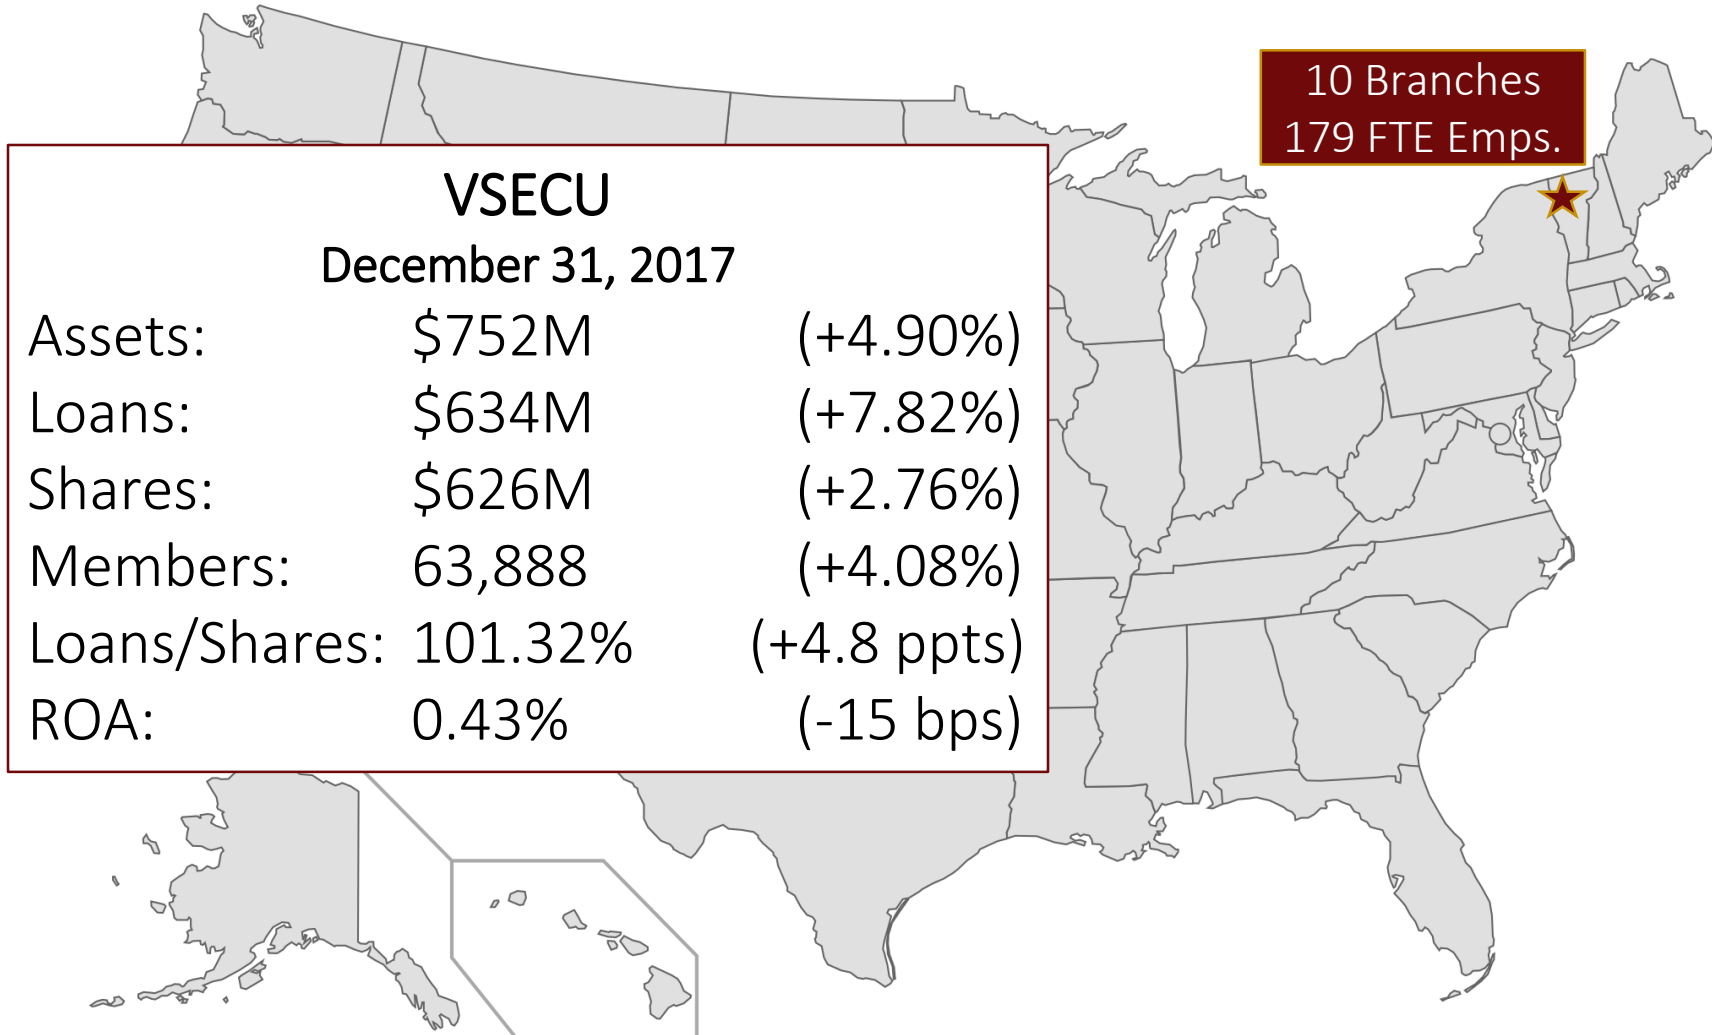 10 Branches
179 FTE Emps.
VSECU
December 31, 2017
Assets: $752M (+4.90%)
Loans: $634M (+7.82%)
Shares: $626M (+2.76%)
Members: 63,888 (+4.08%)
Loans/Shares: 101.32% (+4.8 ppts)
ROA: 0.43% (-15 bps)